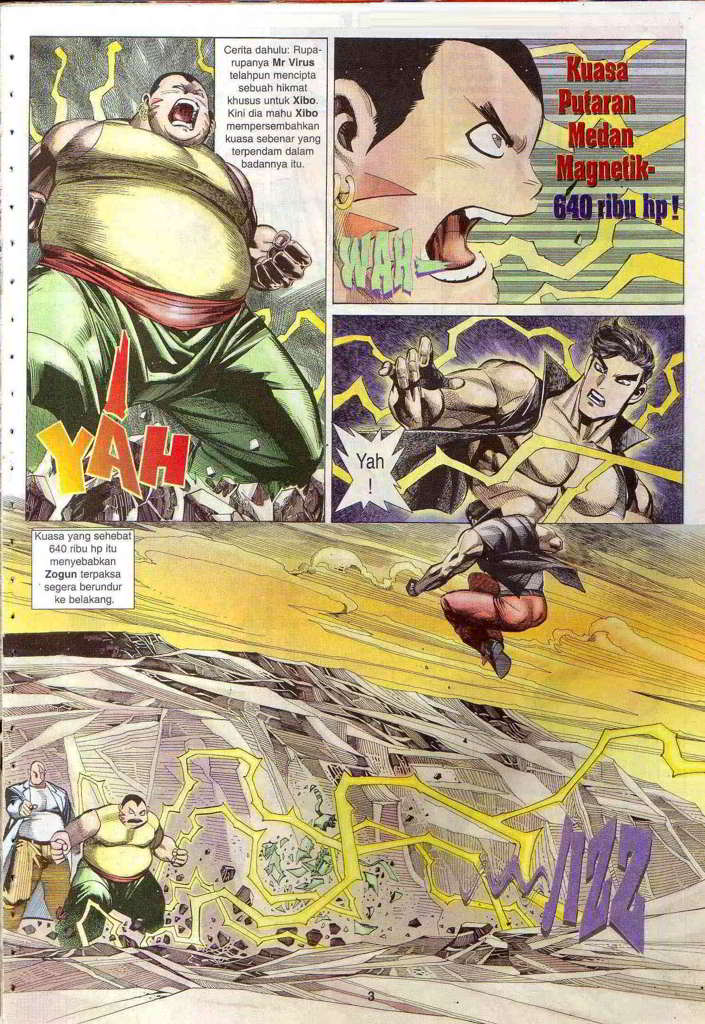 Cerita dahulu: Rupa-
rupanya Mr Virus
telahpun mencipta
sebuah hikmat
khusus untuk Xibo.
Kini dia mahu Xibo
mempersembahkan
kuasa sebenar yang
terpendam dalam
badannya itu.
Kuasa
Putaran
Medan
Magnetik-
640 ribu hp!
WAH
YAH
Yah
!
Kuasa yang sehebat
640 ribu hp itu
menyebabkan
Zogun terpaksa
segera berundur
ke belakang.
3